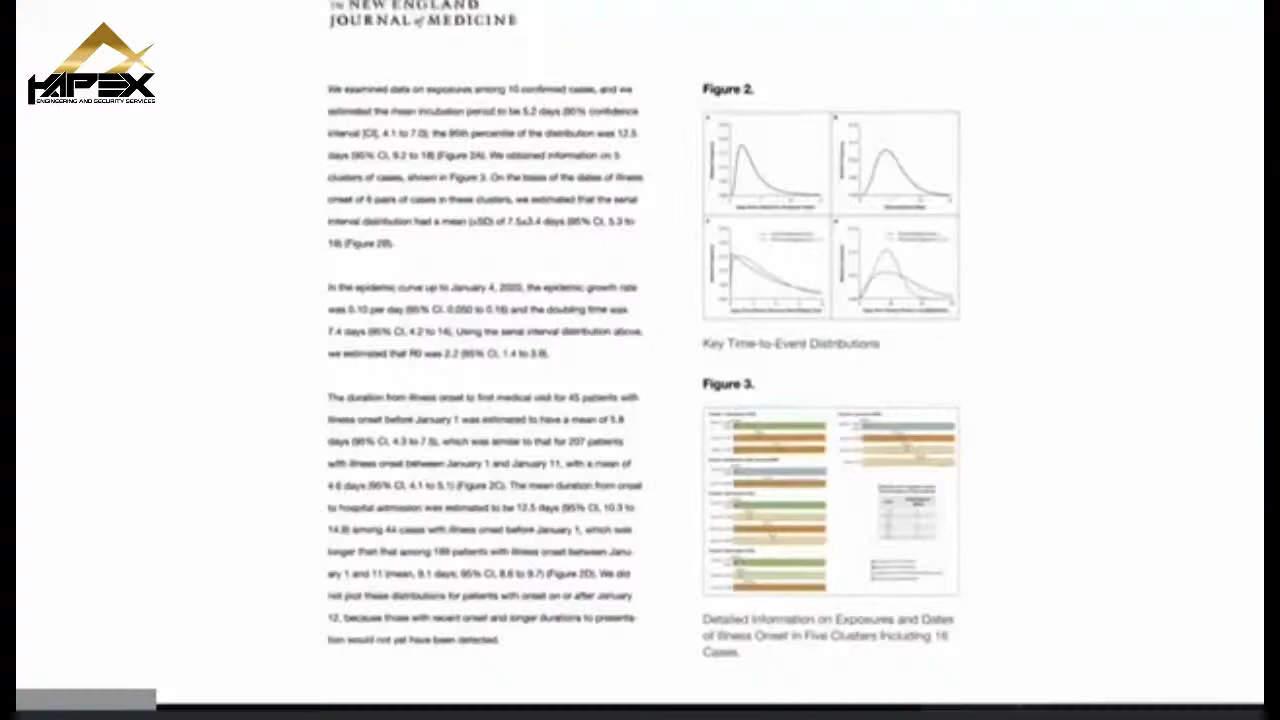 The NEW ENGLAND
JOURNAL of MEDICINE
HAPEX
ENGINEERING AND SECURITY SERVICES
We examined data on exposures among 10 confirmed cases, and we
estimated the mean incubation period to be 5.2 days (95% confidence
interval [CI], 4.1 to 7.0); the 95th percentile of the distribution was 12.5
days (95% CI, 9.2 to 18) (Figure 2A). We obtained information on 5
clusters of cases, shown in Figure 3. On the basis of the dates of illness
onset of 6 pairs of cases in these clusters, we estimated that the serial
interval distribution had a mean (±SD) of 7.5±3.4 days (95% CI, 5.3 to
19) (Figure 2B).
In the epidemic curve up to January 4, 2020, the epidemic growth rate
was 0.10 per day (95% CI, 0.050 to 0.16) and the doubling time was
7.4 days (95% CI, 4.2 to 14). Using the serial interval distribution above,
we estimated that R0 was 2.2 (95% CI, 1.4 to 3.9).
The duration from illness onset to first medical visit for 45 patients with
illness onset before January 1 was estimated to have a mean of 5.8
days (95% CI, 4.3 to 7.5), which was similar to that for 207 patients
with illness onset between January 1 and January 11, with a mean of
4.6 days (95% CI, 4.1 to 5.1) (Figure 2C). The mean duration from onset
to hospital admission was estimated to be 12.5 days (95% CI, 10.3 to
14.8) among 44 cases with illness onset before January 1, which was
longer than that among 189 patients with illness onset between Janu-
ary 1 and 11 (mean, 9.1 days; 95% CI, 8.6 to 9.7) (Figure 2D). We did
not plot these distributions for patients with onset on or after January
12, because those with recent onset and longer durations to presenta-
tion would not yet have been detected.
Figure 2.
Key Time-to-Event Distributions
Figure 3.
Detailed Information on Exposures and Dates
of Illness Onset in Five Clusters Including 16
Cases.